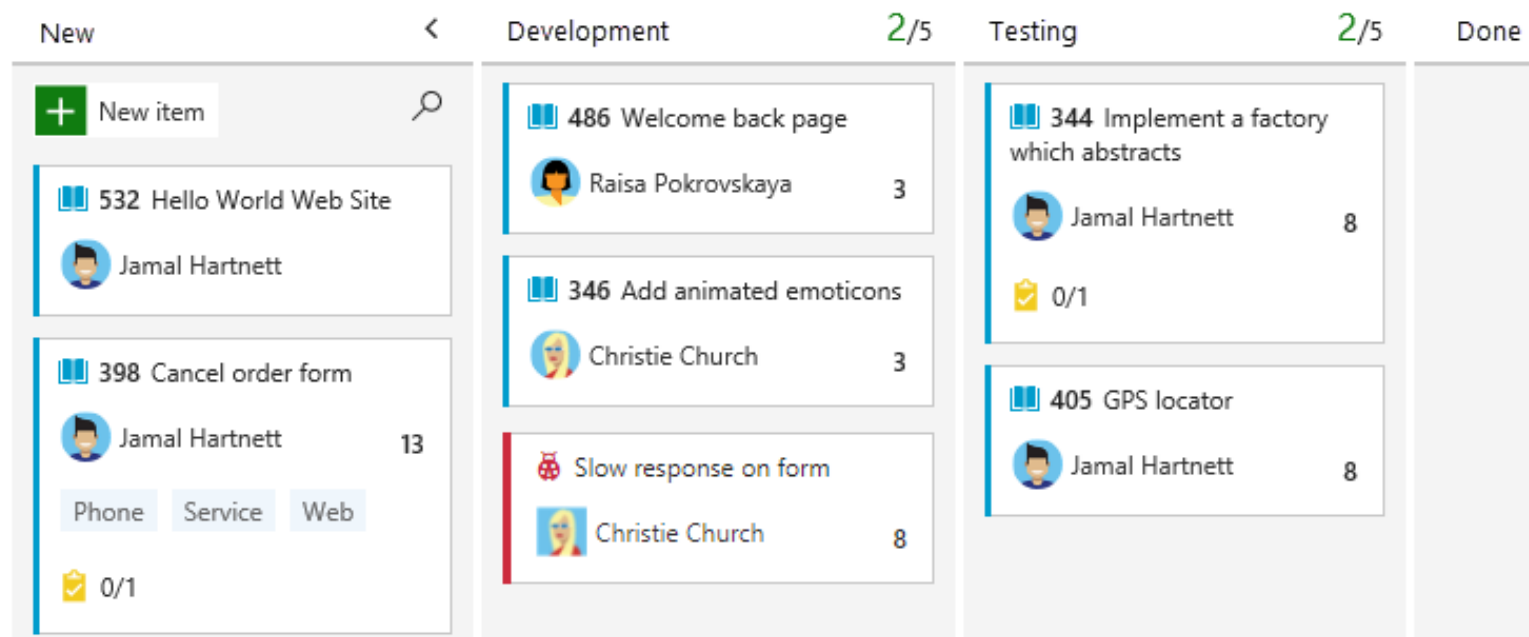 New
New item
532 Hello World Web Site
Jamal Hartnett
398 Cancel order form
Jamal Hartnett 13
Phone Service Web
0/1
Development 2/5
486 Welcome back page
Raisa Pokrovskaya 3
346 Add animated emoticons
Christie Church 3
Slow response on form
Christie Church 8
Testing 2/5
344 Implement a factory
which abstracts
Jamal Hartnett 8
0/1
405 GPS locator
Jamal Hartnett 8
Done